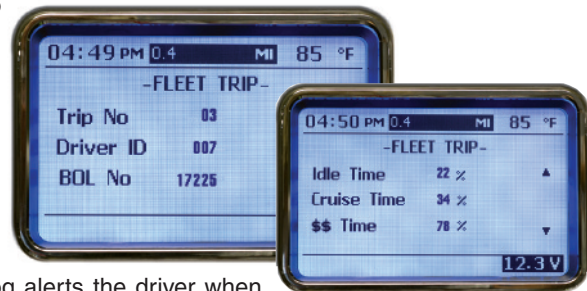 04:49 PM 0.4 MI 85 °F
-FLEET TRIP-
Trip No 03
Driver ID 007
BOL No 17225
04:50 PM 0.4 MI 85 °F
-FLEET TRIP-
Idle Time 22 %
Cruise Time 34 %
$$ Time 78 %
12.3 V
alerts the driver when